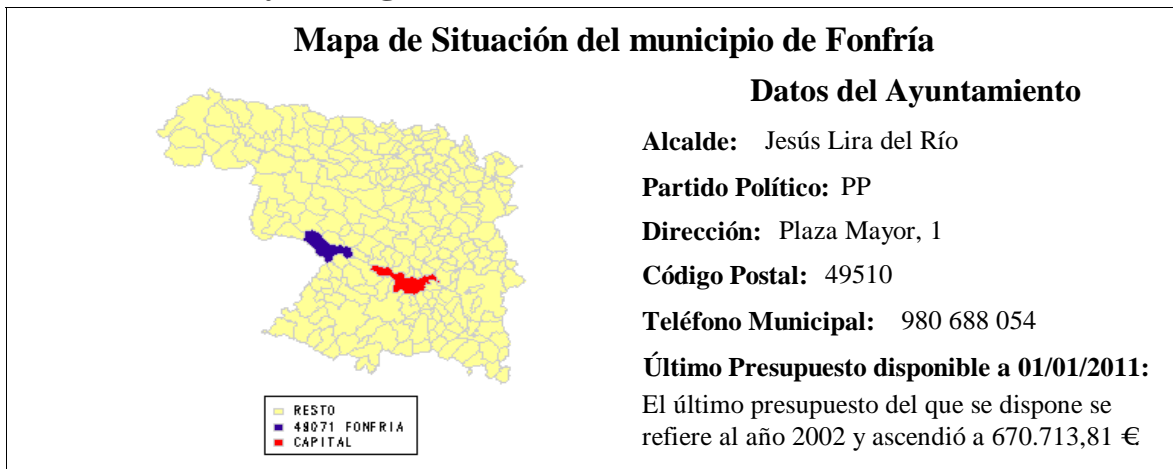 Mapa de Situación del municipio de Fonfría
Datos del Ayuntamiento
Alcalde: Jesús Lira del Río
Partido Político: PP
Dirección: Plaza Mayor, 1
Código Postal: 49510
Teléfono Municipal: 980 688 054
Último Presupuesto disponible a 01/01/2011:
El último presupuesto del que se dispone se
refiere al año 2002 y ascendió a 670.713,81 €
RESTO
49071 FONFRIA
CAPITAL